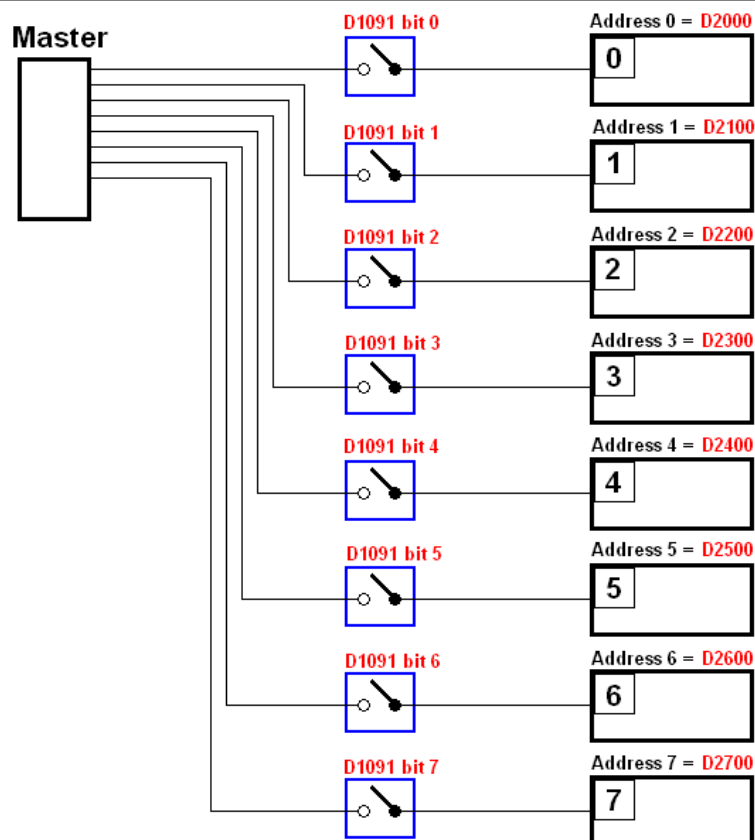 D1091 bit 0
Address 0 = D2000
Master
0
D1091 bit 1
Address 1 = D2100
1
D1091 bit 2
Address 2 = D2200
2
D1091 bit 3
Address 3 = D2300
3
D1091 bit 4
Address 4 = D2400
4
D1091 bit 5
Address 5 = D2500
5
D1091 bit 6
Address 6 = D2600
6
D1091 bit 7
Address 7 = D2700
7